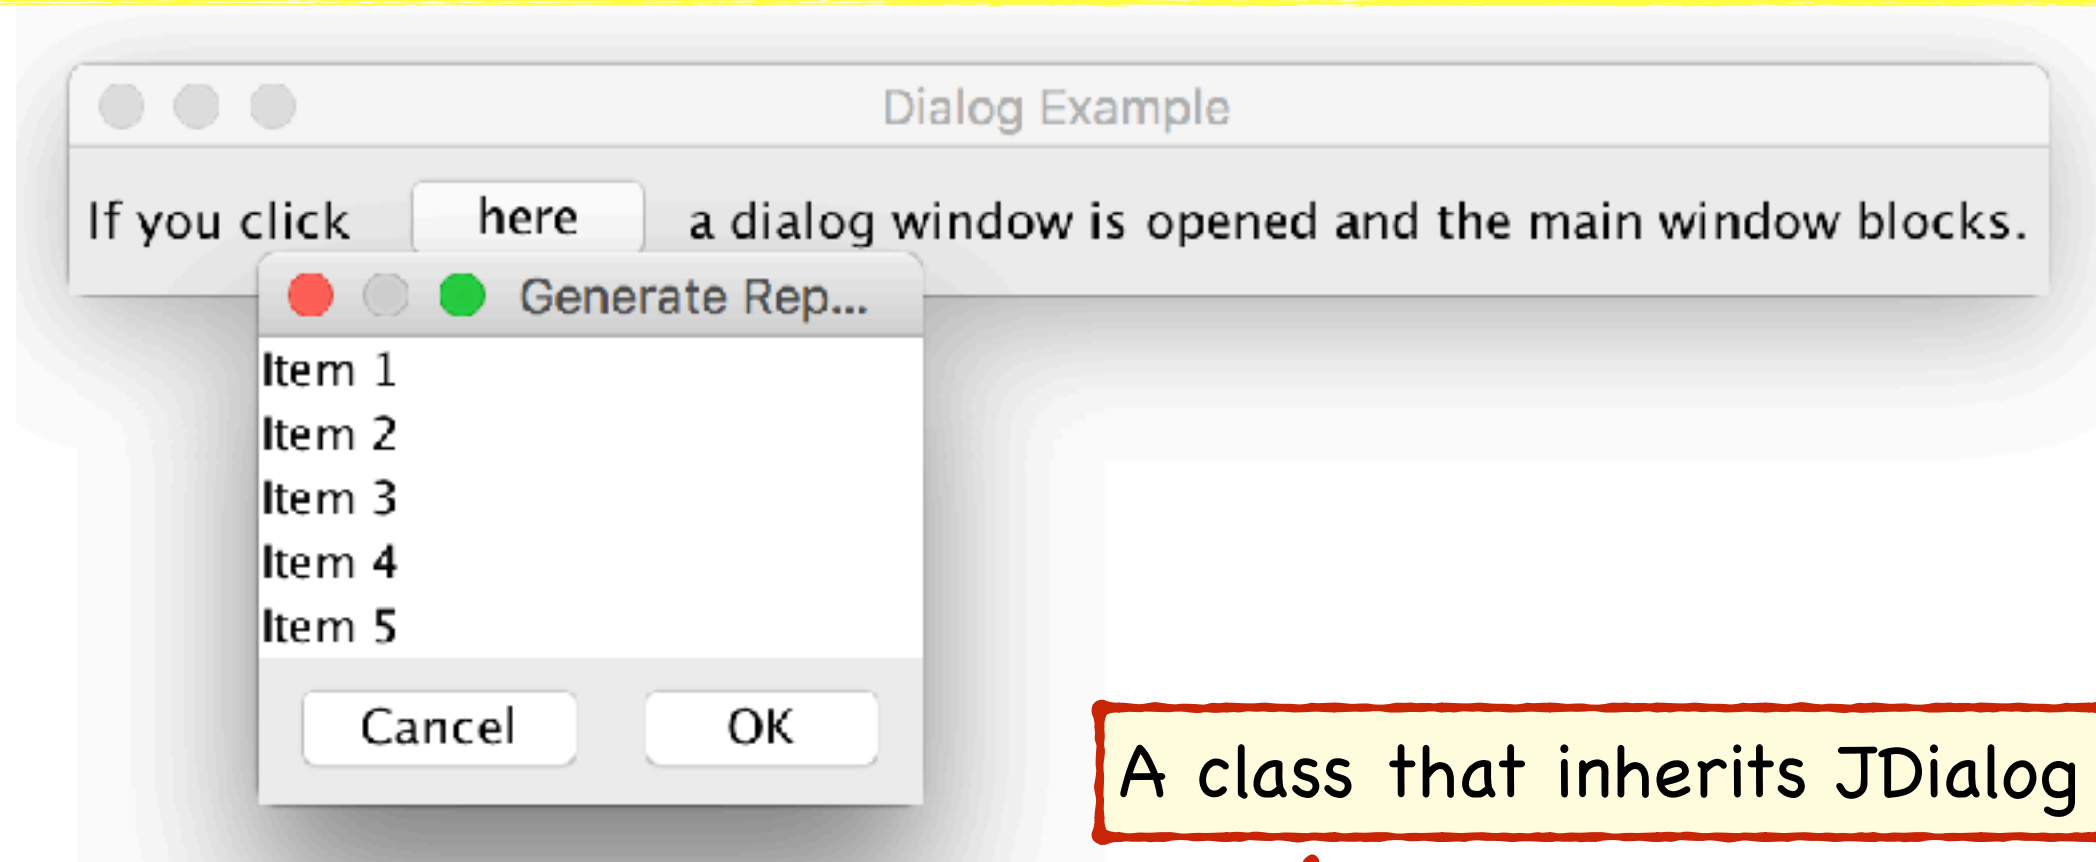 Dialog Example
If you click here a dialog window is opened and the main window blocks.
Generate Rep...
Item 1
Item 2
Item 3
Item 4
Item 5
Cancel OK
A class that inherits JDialog